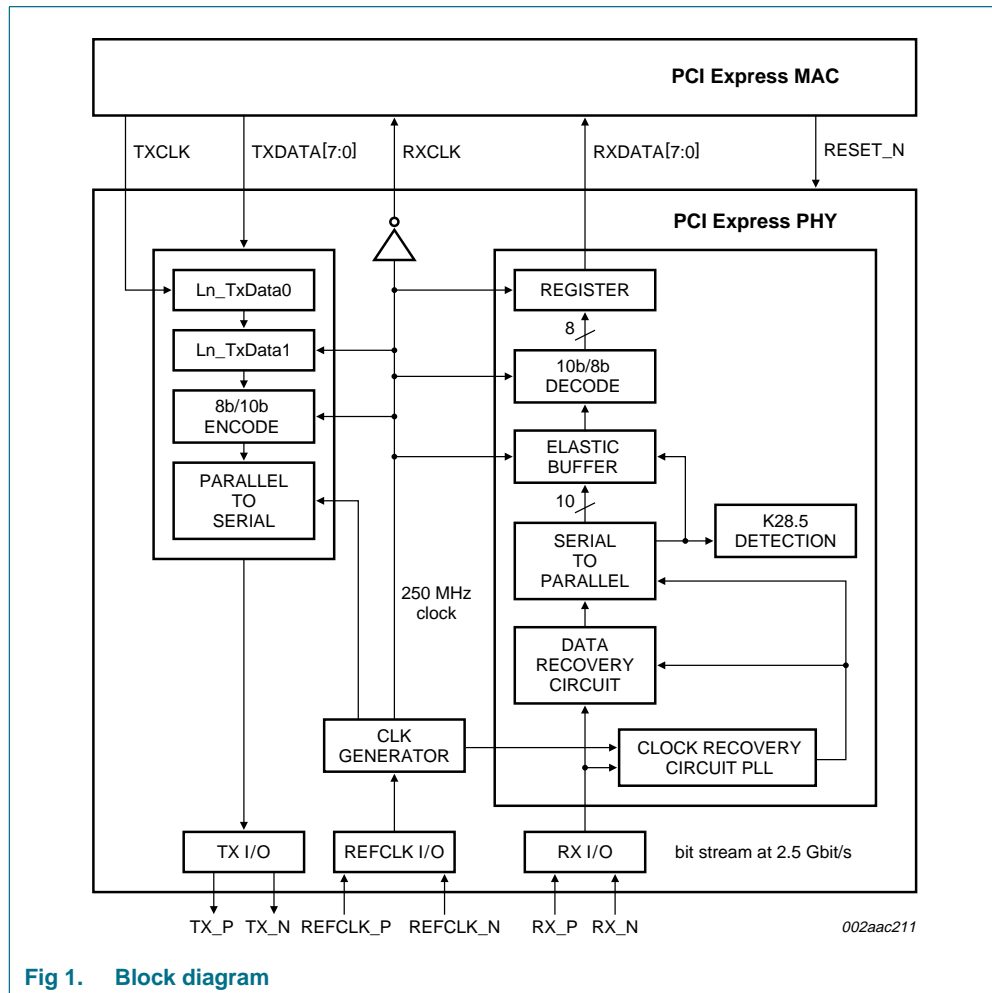 PCI Express MAC
TXCLK
TXDATA[7:0]
RXCLK
RXDATA[7:0]
RESET_N
PCI Express PHY
Ln_TxData0
Ln_TxData1
8b/10b
ENCODE
PARALLEL
TO
SERIAL
REGISTER
8
10b/8b
DECODE
ELASTIC
BUFFER
10
K28.5
DETECTION
SERIAL
TO
PARALLEL
250 MHz
clock
DATA
RECOVERY
CIRCUIT
CLK
GENERATOR
CLOCK RECOVERY
CIRCUIT PLL
TX I/O
REFCLK I/O
RX I/O
bit stream at 2.5 Gbit/s
TX_P
TX_N
REFCLK_P
REFCLK_N
RX_P
RX_N
002aac211
Fig 1. Block diagram